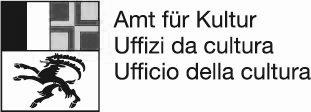 Amt für Kultur
Uffizi da cultura
Ufficio della cultura